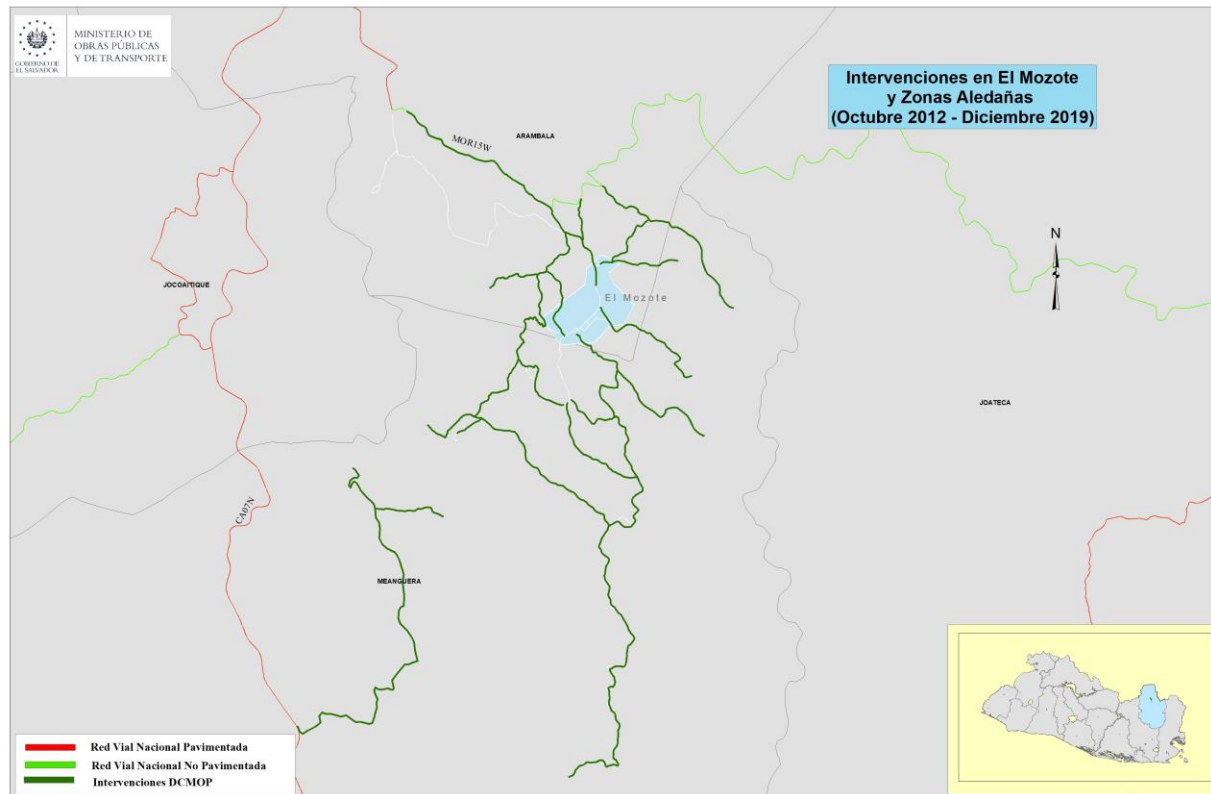 GOBIERNO DE
EL SALVADOR
MINISTERIO DE
OBRAS PÚBLICAS
Y DE TRANSPORTE
Intervenciones en El Mozote
y Zonas Aledañas
(Octubre 2012 - Diciembre 2019)
ARAMBALA
MOR15W
N
JOCOAITIQUE
El Mozote
JOATECA
CA07N
MEANGUERA
Red Vial Nacional Pavimentada
Red Vial Nacional No Pavimentada
Intervenciones DCMOP